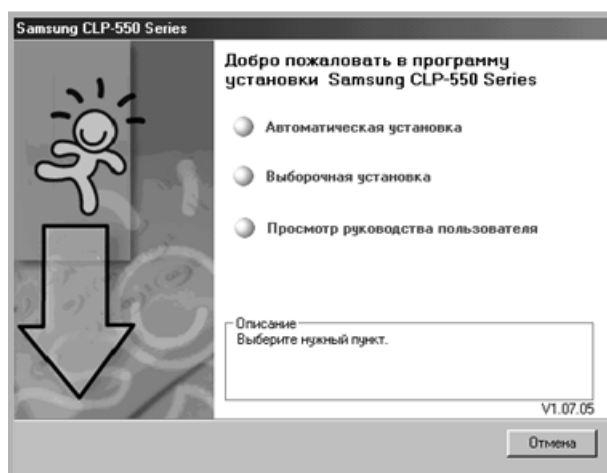 Samsung CLP-550 Series
Добро пожаловать в программу
установки Samsung CLP-550 Series
Автоматическая установка
Выборочная установка
Просмотр руководства пользователя
Описание
Выберите нужный пункт.
V1.07.05
Отмена